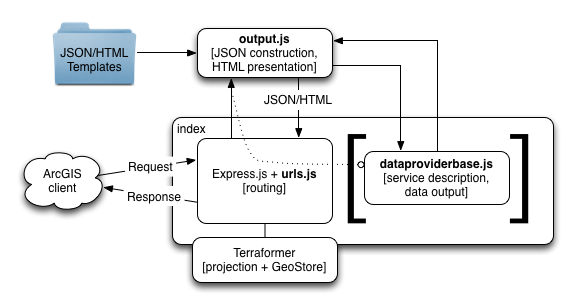 output.js
[JSON construction,
HTML presentation]
JSON/HTML
Templates
JSON/HTML
index
Express.js + urls.js
[routing]
dataproviderbase.js
[service description,
data output]
ArcGIS
client
Request
Response
Terraformer
[projection + GeoStore]